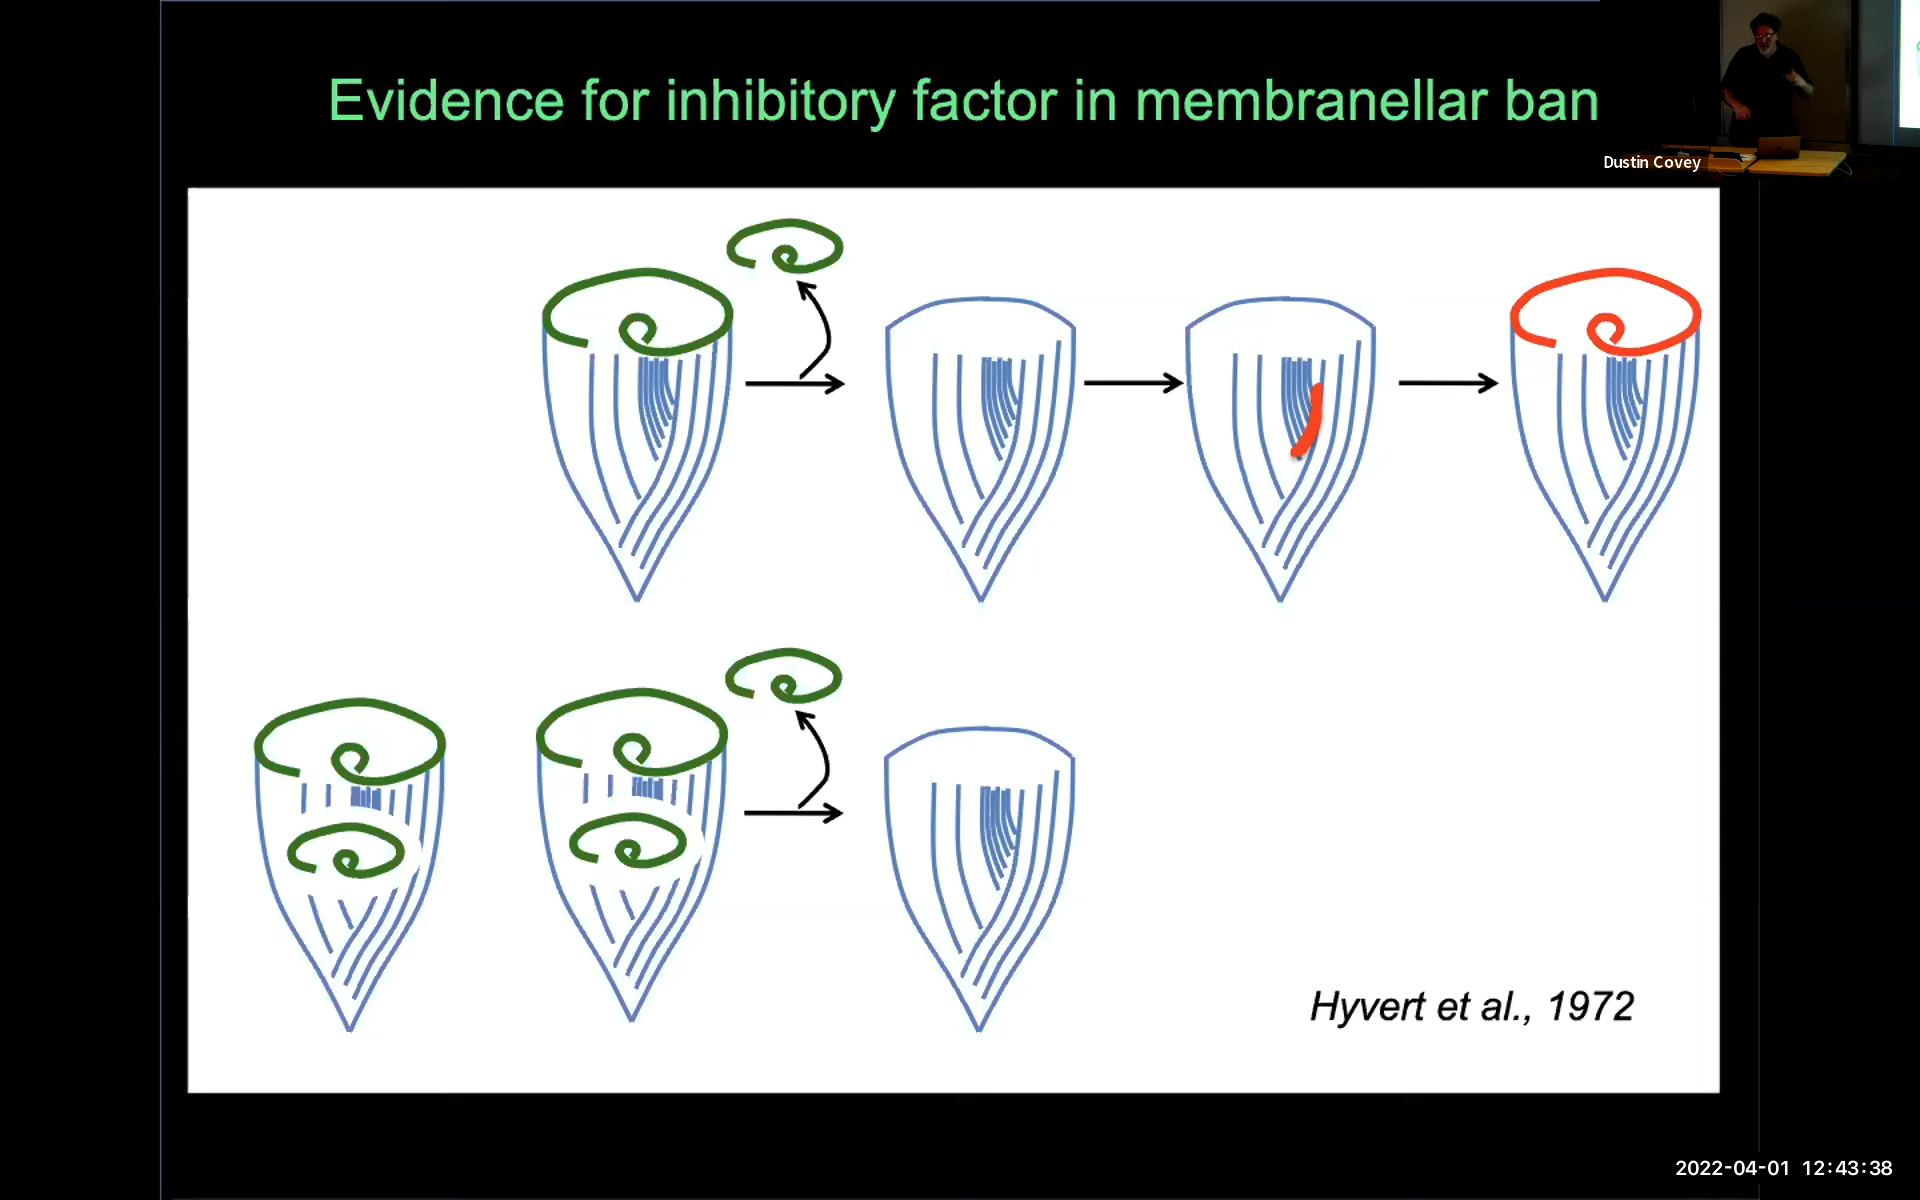 Evidence for inhibitory factor in membranellar ban
Dustin Covey
Hyvert et al., 1972
2022-04-01 12:43:38